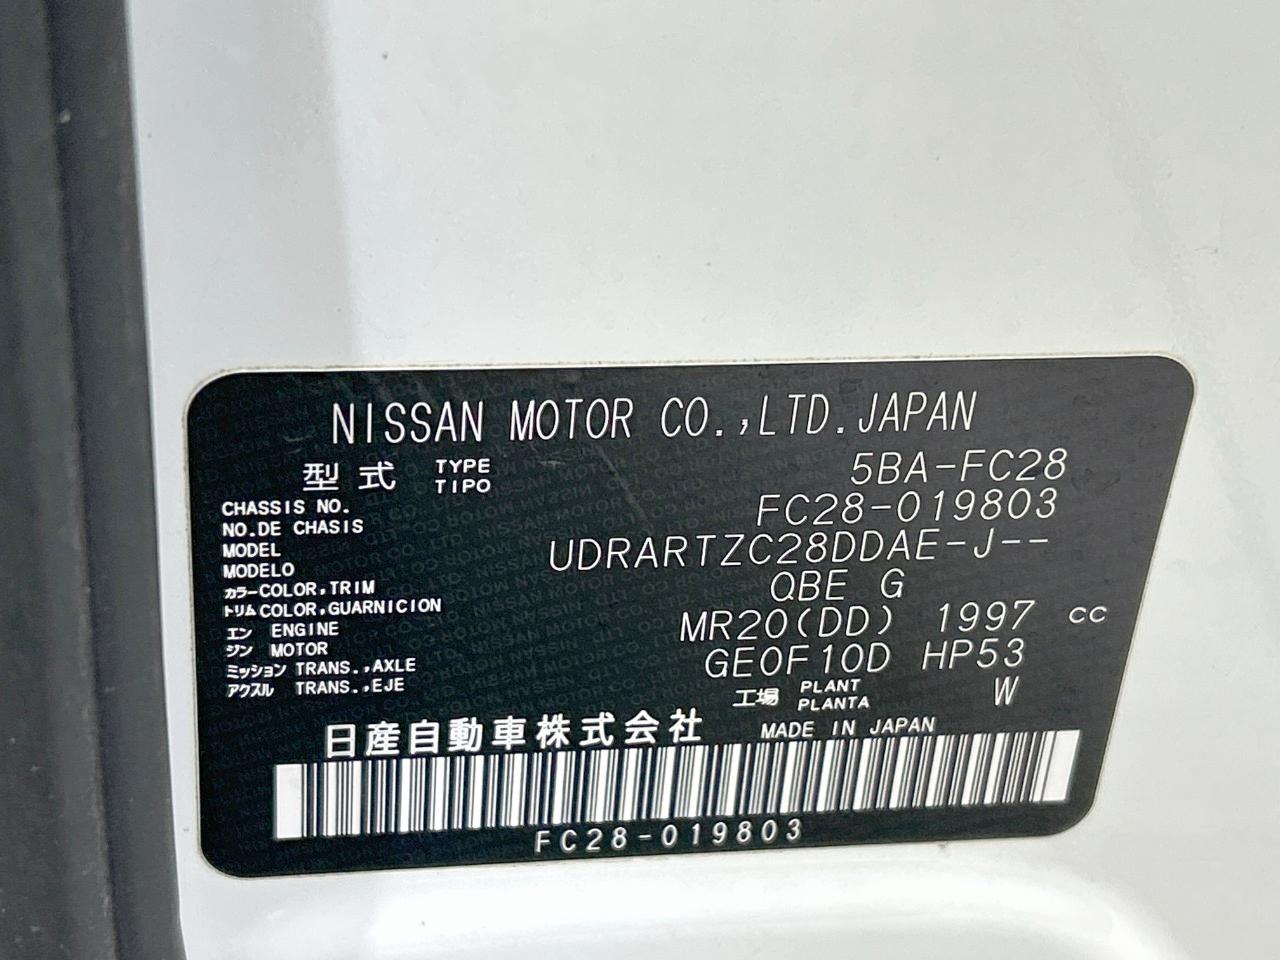 NISSAN MOTOR CO.,LTD.JAPAN
型式 TYPE TIPO 5BA-FC28
CHASSIS NO.
NO.DE CHASIS FC28-019803
MODEL
MODELO UDRARTZC28DDAE-J--
カラー COLOR,TRIM
トリム COLOR,GUARNICION QBE G
エン ENGINE
ジン MOTOR MR20(DD) 1997 cc
ミッション TRANS.,AXLE
アクスル TRANS.,EJE GE0F10D HP53
工場 PLANT PLANTA W
日産自動車株式会社 MADE IN JAPAN
FC28-019803